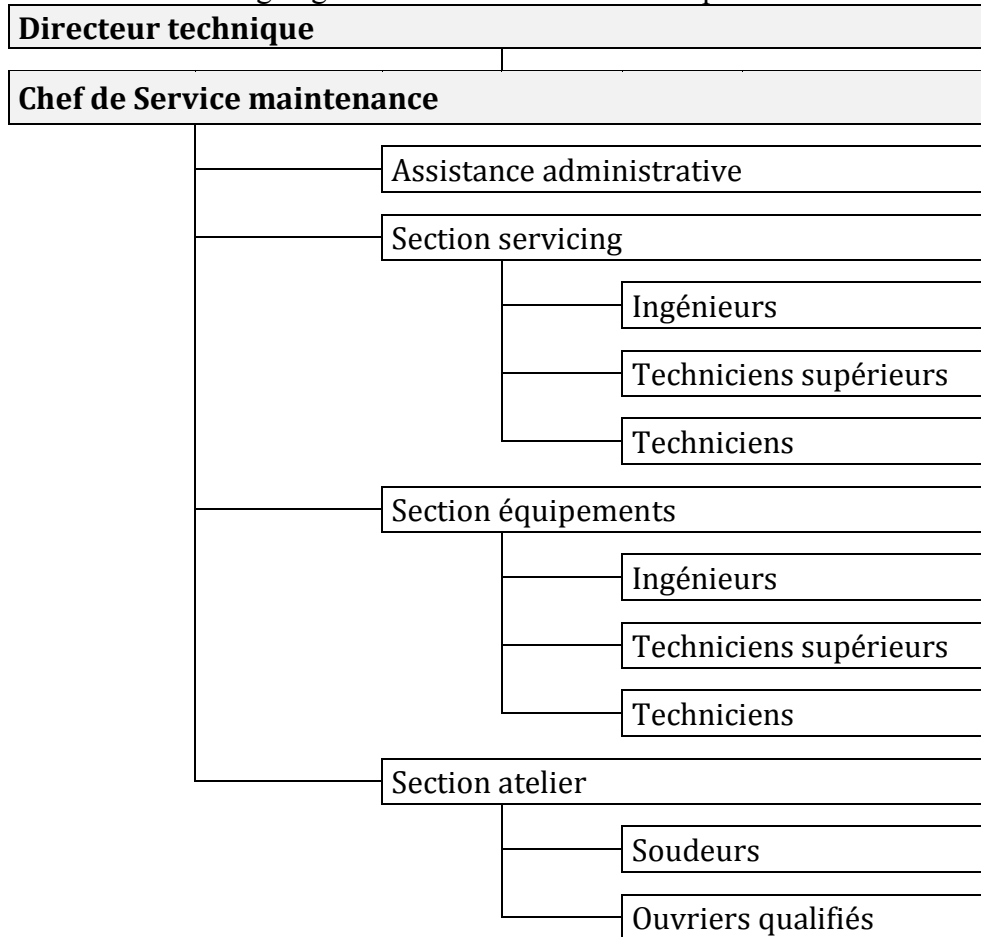 Directeur technique
Chef de Service maintenance
Assistance administrative
Section servicing
Ingénieurs
Techniciens supérieurs
Techniciens
Section équipements
Ingénieurs
Techniciens supérieurs
Techniciens
Section atelier
Soudeurs
Ouvriers qualifiés